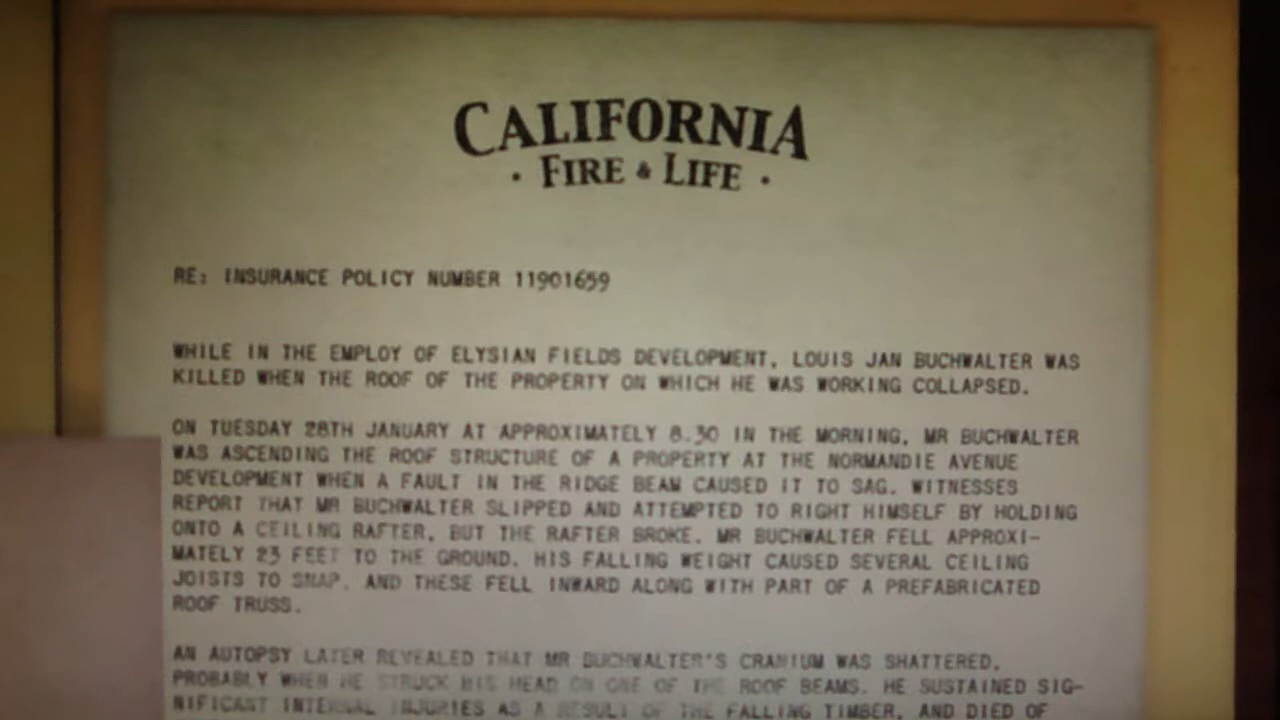 CALIFORNIA
· FIRE & LIFE ·
RE: INSURANCE POLICY NUMBER 11901659
WHILE IN THE EMPLOY OF ELYSIAN FIELDS DEVELOPMENT, LOUIS JAN BUCHWALTER WAS
KILLED WHEN THE ROOF OF THE PROPERTY ON WHICH HE WAS WORKING COLLAPSED.
ON TUESDAY 28TH JANUARY AT APPROXIMATELY 8.30 IN THE MORNING, MR BUCHWALTER
WAS ASCENDING THE ROOF STRUCTURE OF A PROPERTY AT THE NORMANDIE AVENUE
DEVELOPMENT WHEN A FAULT IN THE RIDGE BEAM CAUSED IT TO SAG. WITNESSES
REPORT THAT MR BUCHWALTER SLIPPED AND ATTEMPTED TO RIGHT HIMSELF BY HOLDING
ONTO A CEILING RAFTER, BUT THE RAFTER BROKE. MR BUCHWALTER FELL APPROXI-
MATELY 23 FEET TO THE GROUND. HIS FALLING WEIGHT CAUSED SEVERAL CEILING
JOISTS TO SNAP, AND THESE FELL INWARD ALONG WITH PART OF A PREFABRICATED
ROOF TRUSS.
AN AUTOPSY LATER REVEALED THAT MR BUCHWALTER'S CRANIUM WAS SHATTERED,
PROBABLY WHEN HE STRUCK HIS HEAD ON ONE OF THE ROOF BEAMS. HE SUSTAINED SIG-
NIFICANT INTERNAL INJURIES AS A RESULT OF THE FALLING TIMBER, AND DIED OF